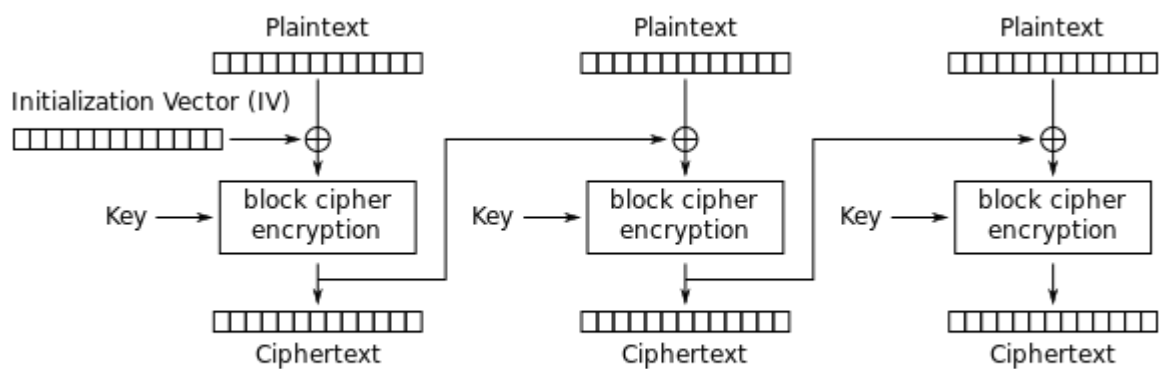 Plaintext
Plaintext
Plaintext
Initialization Vector (IV)
Key
block cipher
encryption
Key
block cipher
encryption
Key
block cipher
encryption
Ciphertext
Ciphertext
Ciphertext